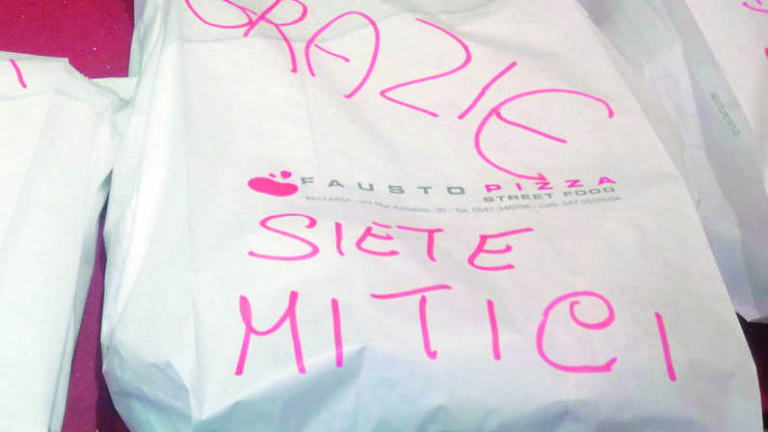 GRAZIE
FAUSTO PIZZA
STREET FOOD
SIETE
MITICI